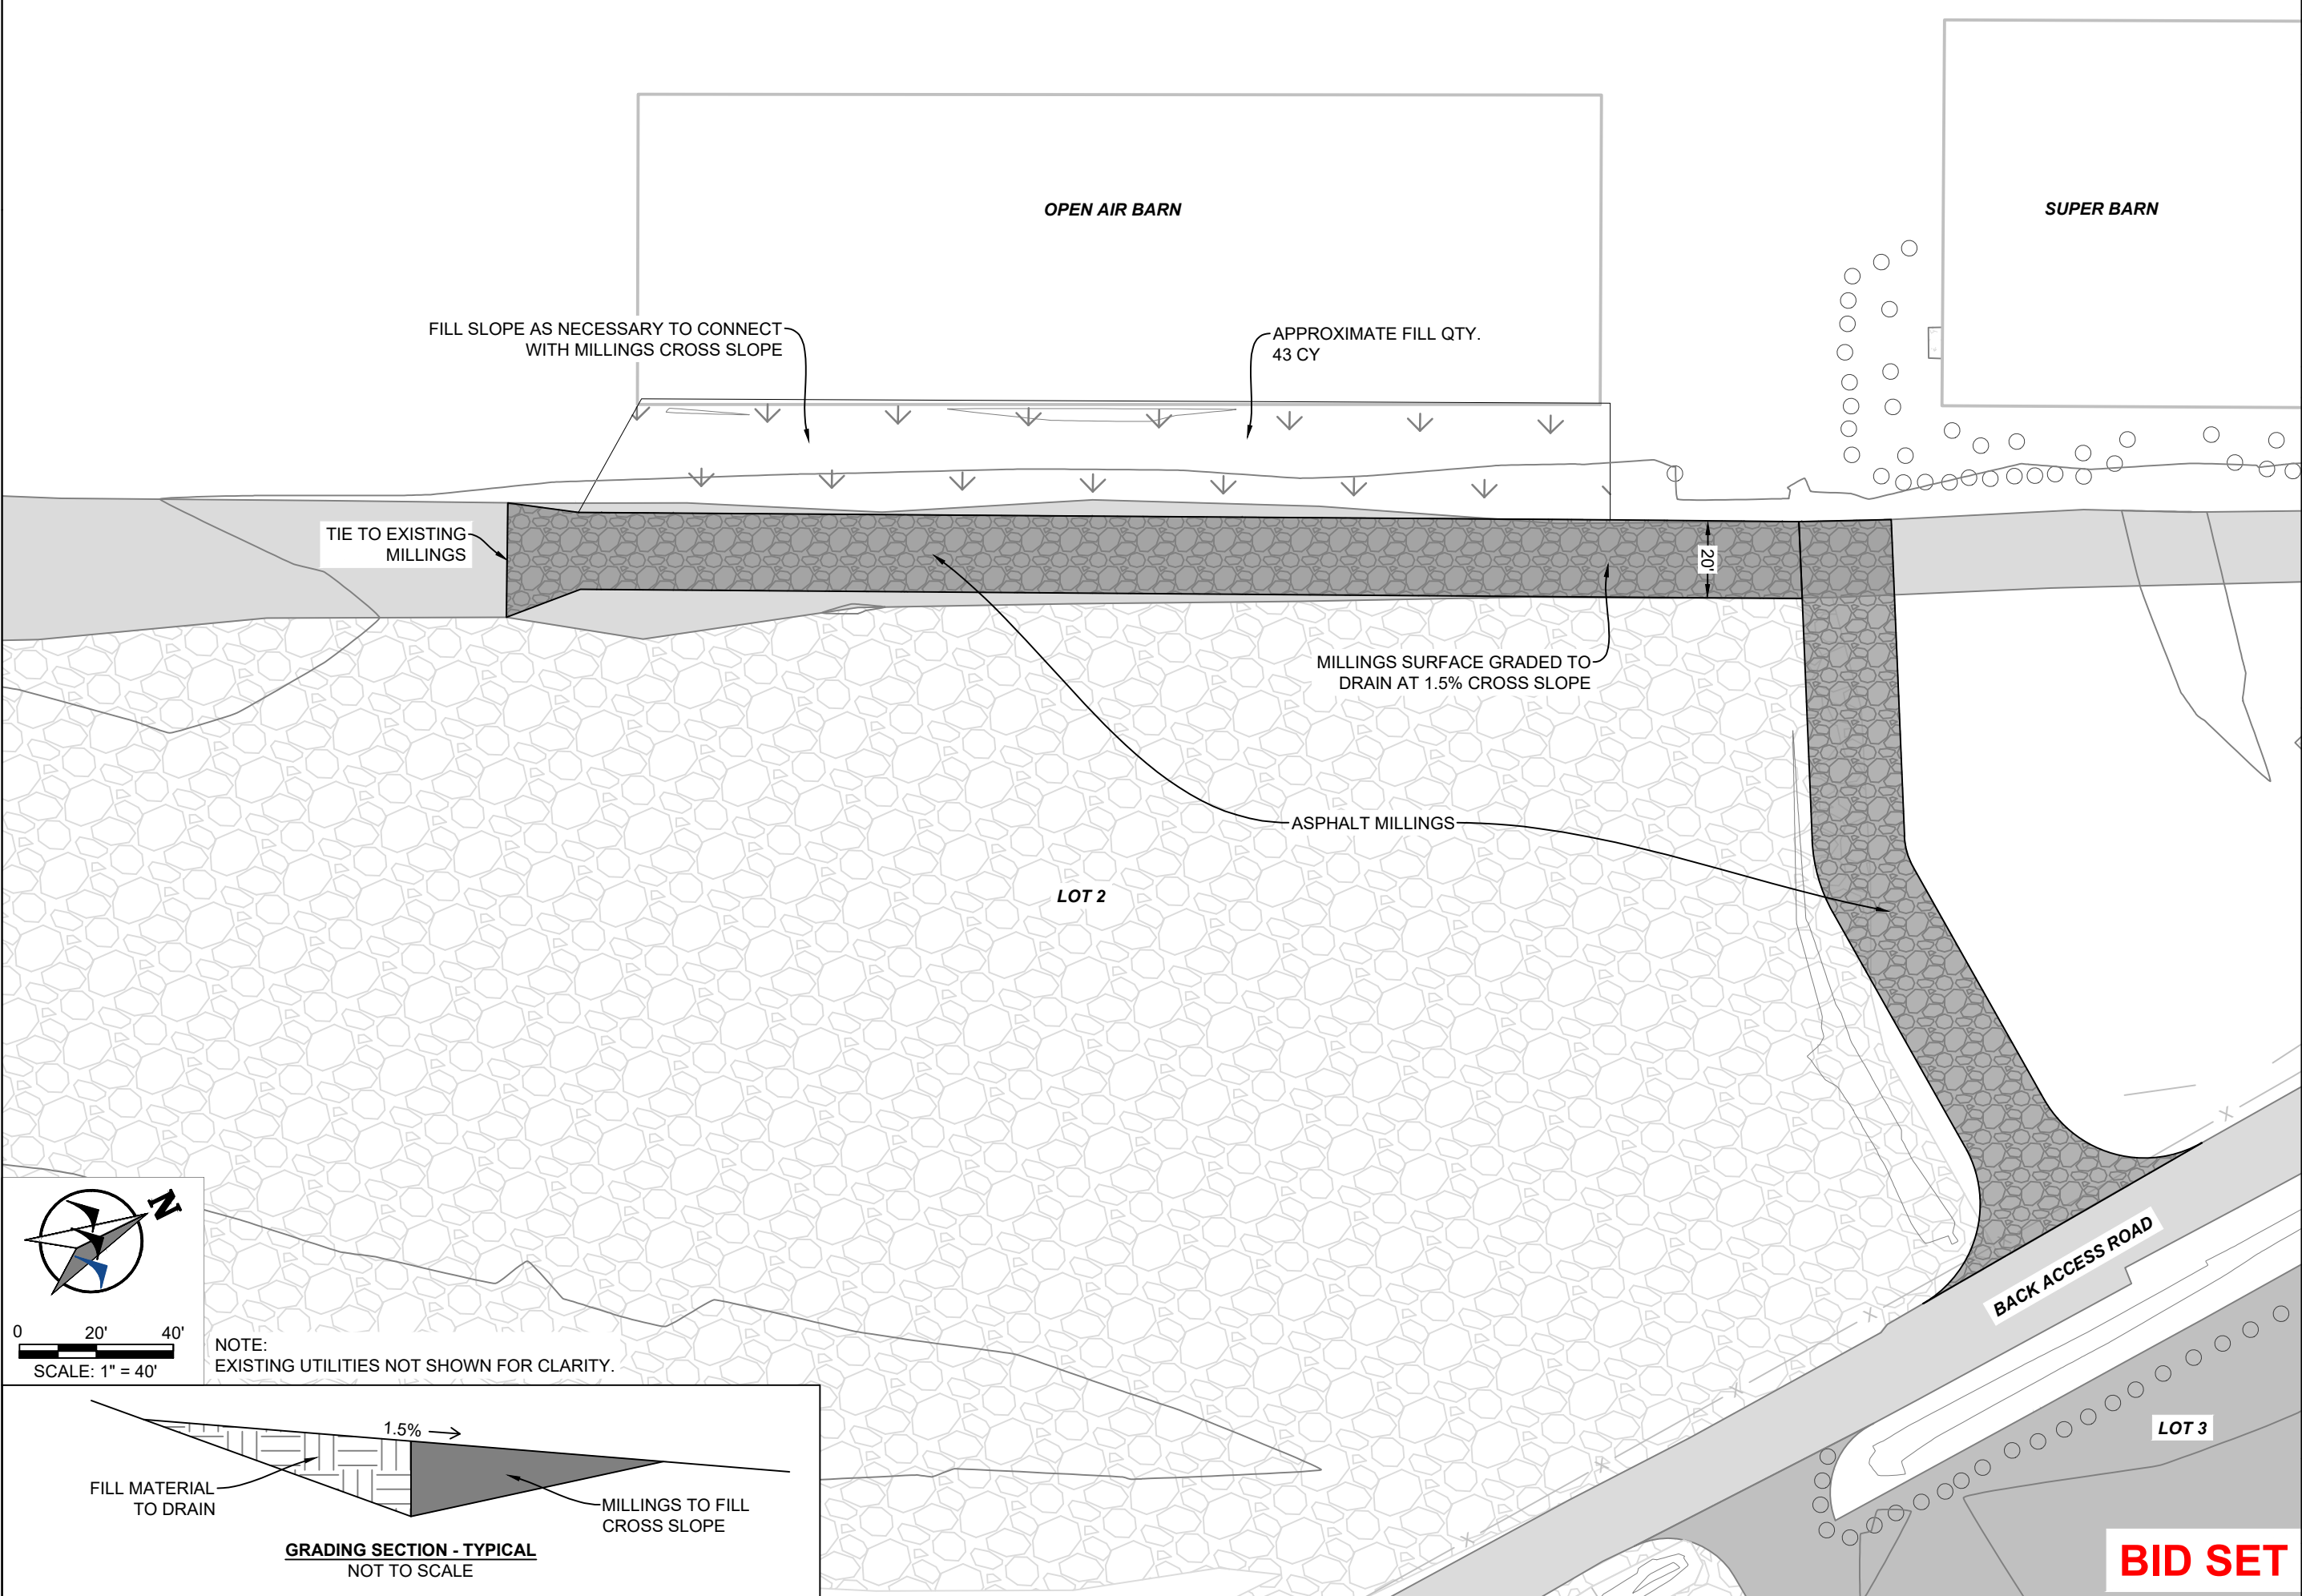 OPEN AIR BARN
SUPER BARN
FILL SLOPE AS NECESSARY TO CONNECT
WITH MILLINGS CROSS SLOPE
APPROXIMATE FILL QTY.
43 CY
TIE TO EXISTING
MILLINGS
20'
MILLINGS SURFACE GRADED TO
DRAIN AT 1.5% CROSS SLOPE
ASPHALT MILLINGS
LOT 2
N
BACK ACCESS ROAD
0 20' 40'
SCALE: 1" = 40'
NOTE:
EXISTING UTILITIES NOT SHOWN FOR CLARITY.
1.5%
FILL MATERIAL
TO DRAIN
MILLINGS TO FILL
CROSS SLOPE
GRADING SECTION - TYPICAL
NOT TO SCALE
LOT 3
BID SET